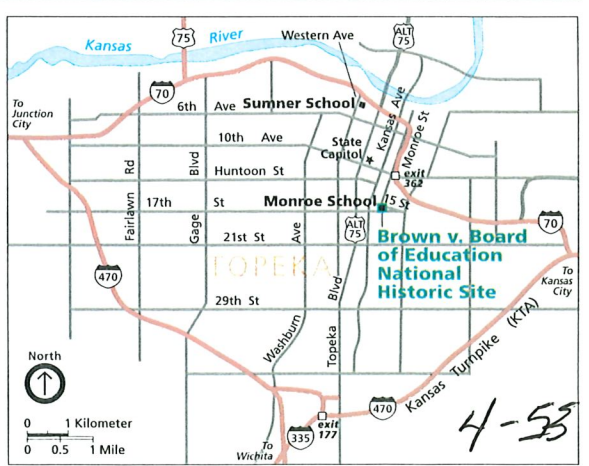 75
Kansas River
Western Ave
ALT
75
70
To
Junction
City
6th Ave
Sumner School
Kansas Ave
Monroe St
10th Ave
State
Capitol
exit
362
Rd
Blvd
Huntoon St
Monroe School
15 St
17th St
Fairlawn
Gage
Ave
21st St
ALT
75
70
Brown v. Board
of Education
National
Historic Site
TOPEKA
To
Kansas
City
470
29th St
Blvd
Washburn
Topeka
Kansas Turnpike (KTA)
North
0 1 Kilometer
0 0.5 1 Mile
470
335
exit
177
To
Wichita